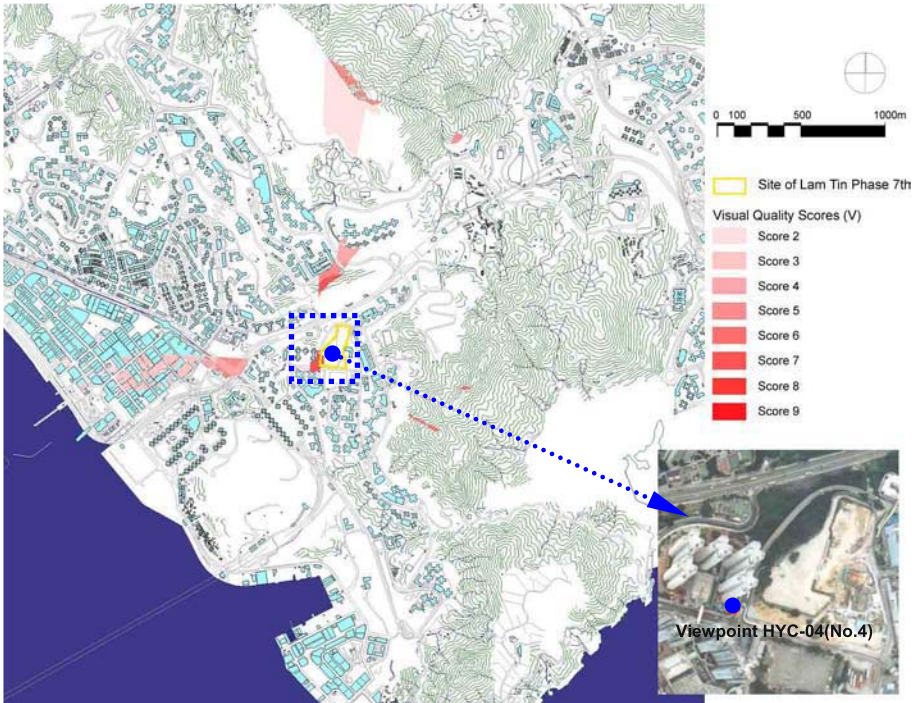 0 100 500 1000m
Site of Lam Tin Phase 7th
Visual Quality Scores (V)
Score 2
Score 3
Score 4
Score 5
Score 6
Score 7
Score 8
Score 9
Viewpoint HYC-04(No.4)